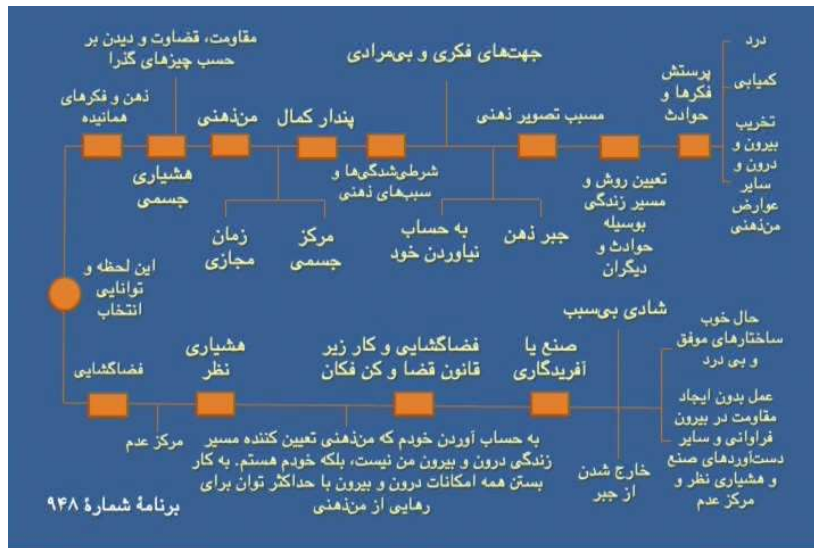 مقاومت، قضاوت و دیدن بر
حسب چیزهای گذرا
ذهن و فکرهای
همانیده
هشیاری
جسمی
من‌ذهنی
زمان
مجازی
مرکز
جسمی
پندار کمال
شرطی‌شدگی‌ها و
سبب‌های ذهنی
جهت‌های فکری و بی‌مرادی
به حساب
نیاوردن خود
جبر ذهن
مسبب تصویر ذهنی
تعیین روش و
مسیر زندگی
بوسیله
حوادث و
دیگران
پرستش
فکرها و
حوادث
درد
کمیابی
تخریب
بیرون و
درون و
سایر
عوارض
من‌ذهنی
این لحظه و
توانایی
انتخاب
فضاگشایی
مرکز عدم
هشیاری
نظر
فضاگشایی و کار زیر
قانون قضا و کن فکان
به حساب آوردن خودم که من‌ذهنی تعیین کننده مسیر
زندگی درون و بیرون من نیست، بلکه خودم هستم. به کار
بستن همه امکانات درون و بیرون با حداکثر توان برای
رهایی از من‌ذهنی
صنع یا
آفریدگاری
شادی بی‌سبب
خارج شدن
از جبر
حال خوب
ساختارهای موفق
و بی درد
عمل بدون ایجاد
مقاومت در بیرون
فراوانی و سایر
دست‌آوردهای صنع
و هشیاری نظر و
مرکز عدم
برنامهٔ شمارهٔ ۹۴۸